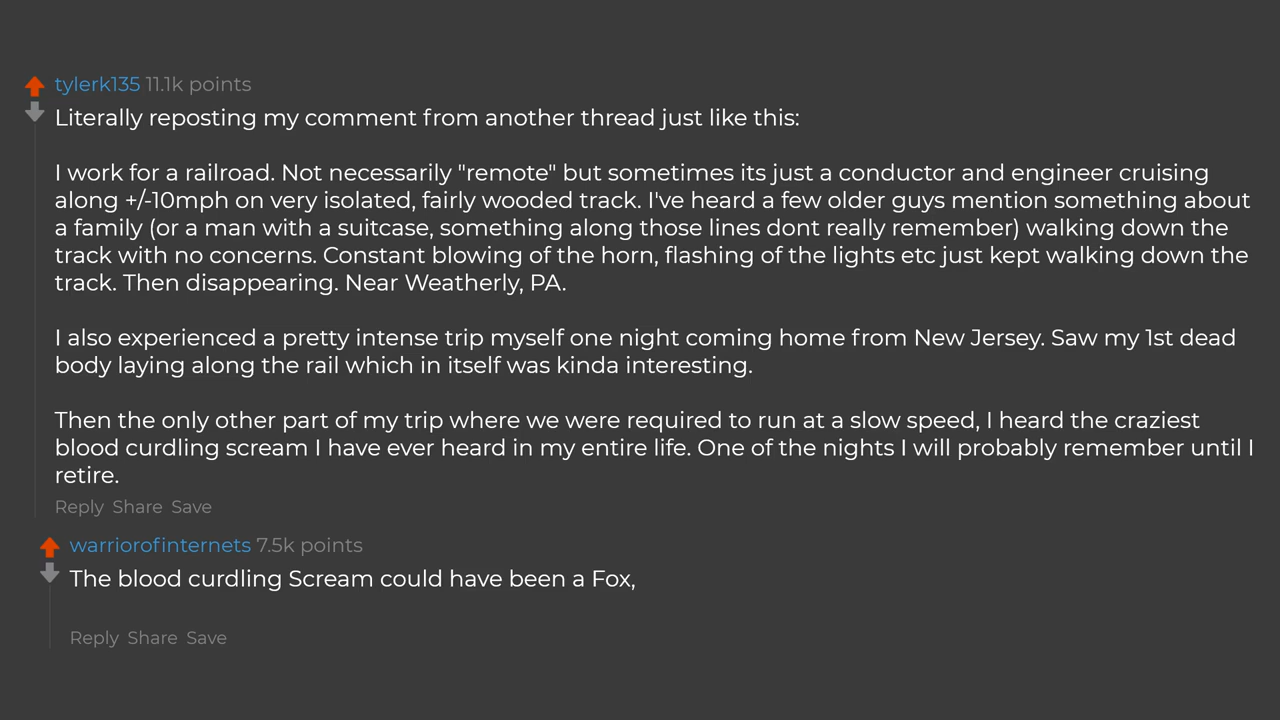 tylerk135 11.1k points
Literally reposting my comment from another thread just like this:
I work for a railroad. Not necessarily "remote" but sometimes its just a conductor and engineer cruising
along +/-10mph on very isolated, fairly wooded track. I've heard a few older guys mention something about
a family (or a man with a suitcase, something along those lines dont really remember) walking down the
track with no concerns. Constant blowing of the horn, flashing of the lights etc just kept walking down the
track. Then disappearing. Near Weatherly, PA.
I also experienced a pretty intense trip myself one night coming home from New Jersey. Saw my 1st dead
body laying along the rail which in itself was kinda interesting.
Then the only other part of my trip where we were required to run at a slow speed, I heard the craziest
blood curdling scream I have ever heard in my entire life. One of the nights I will probably remember until I
retire.
Reply Share Save
warriorofinternets 7.5k points
The blood curdling Scream could have been a Fox,
Reply Share Save